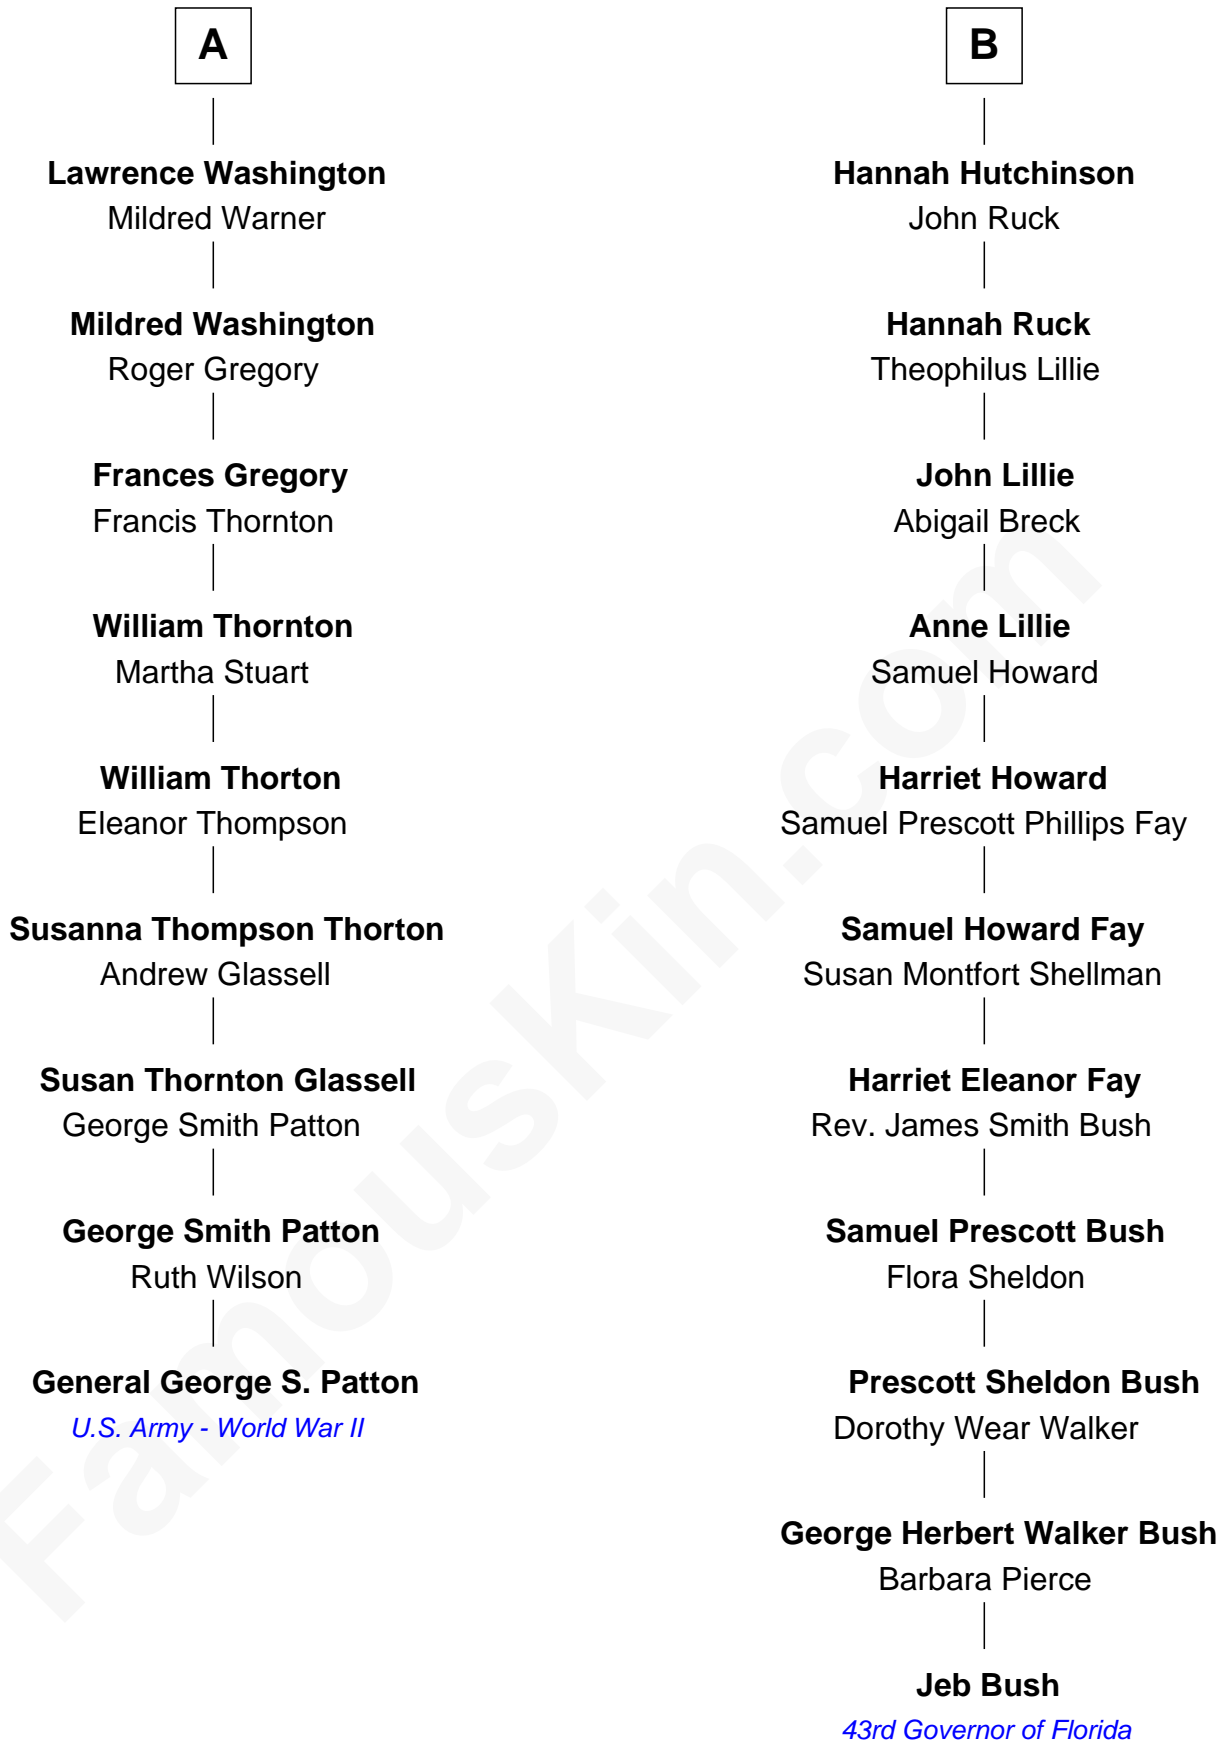 A
Lawrence Washington
Mildred Warner
Mildred Washington
Roger Gregory
Frances Gregory
Francis Thornton
William Thornton
Martha Stuart
William Thorton
Eleanor Thompson
Susanna Thompson Thorton
Andrew Glassell
Susan Thornton Glassell
George Smith Patton
George Smith Patton
Ruth Wilson
General George S. Patton
U.S. Army - World War II
B
Hannah Hutchinson
John Ruck
Hannah Ruck
Theophilus Lillie
John Lillie
Abigail Breck
Anne Lillie
Samuel Howard
Harriet Howard
Samuel Prescott Phillips Fay
Samuel Howard Fay
Susan Montfort Shellman
Harriet Eleanor Fay
Rev. James Smith Bush
Samuel Prescott Bush
Flora Sheldon
Prescott Sheldon Bush
Dorothy Wear Walker
George Herbert Walker Bush
Barbara Pierce
Jeb Bush
43rd Governor of Florida
FamousKin.com